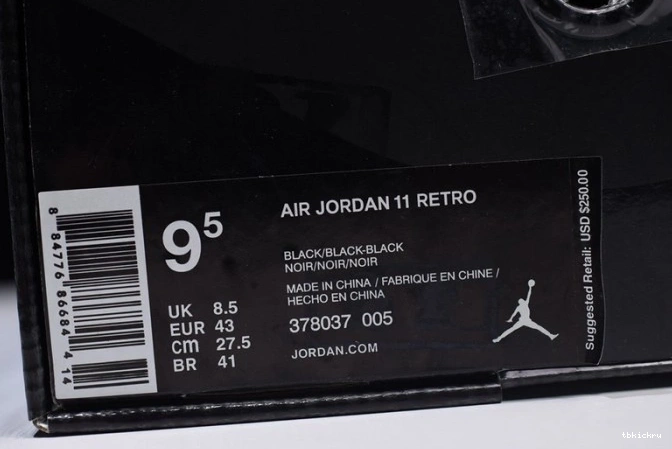 8 84776 86684 4 14
9 5
AIR JORDAN 11 RETRO
BLACK/BLACK-BLACK
NOIR/NOIR/NOIR
MADE IN CHINA / FABRIQUE EN CHINE /
HECHO EN CHINA
378037 005
JORDAN.COM
UK 8.5
EUR 43
cm 27.5
BR 41
Suggested Retail: USD $250.00
tbkickru